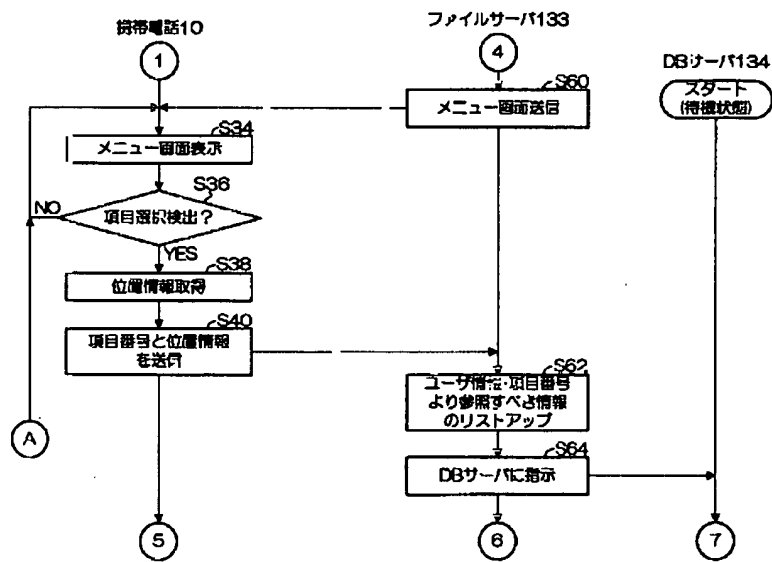 携帯電話10
1
S34
メニュー画面表示
S36
項目選択検出?
NO
YES
S38
位置情報取得
S40
項目番号と位置情報
を送付
A
5
ファイルサーバ133
4
S60
メニュー画面送信
S62
ユーザ情報・項目番号
より参照すべき情報
のリストアップ
S64
DBサーバに指示
6
DBサーバ134
スタート
(待機状態)
7